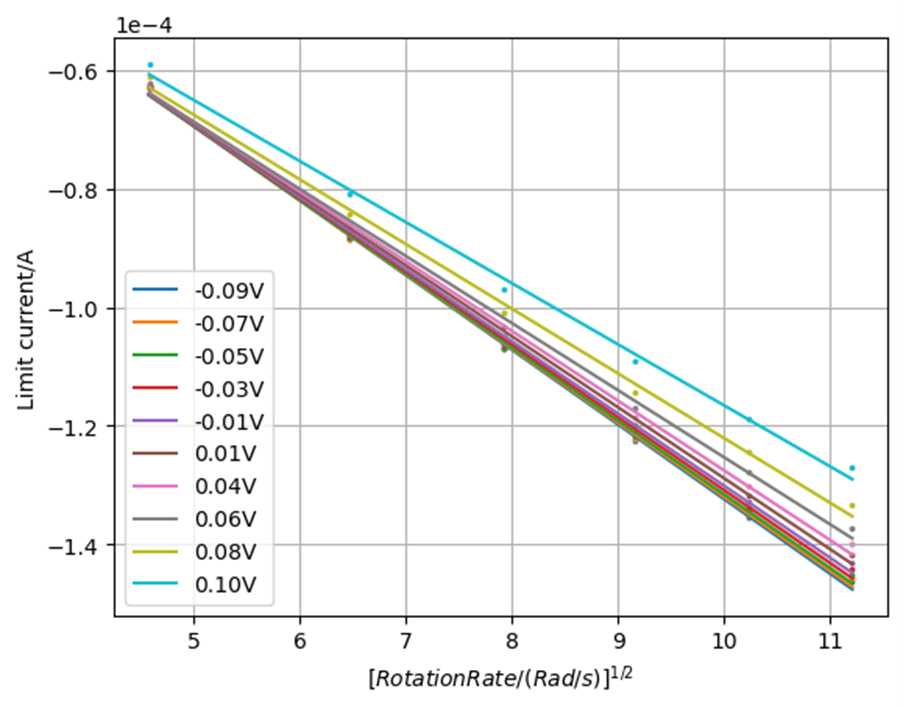 1e−4
−0.6
−0.8
−1.0
−1.2
−1.4
Limit current/A
-0.09V
-0.07V
-0.05V
-0.03V
-0.01V
0.01V
0.04V
0.06V
0.08V
0.10V
5 6 7 8 9 10 11
[RotationRate/(Rad/s)]^{1/2}